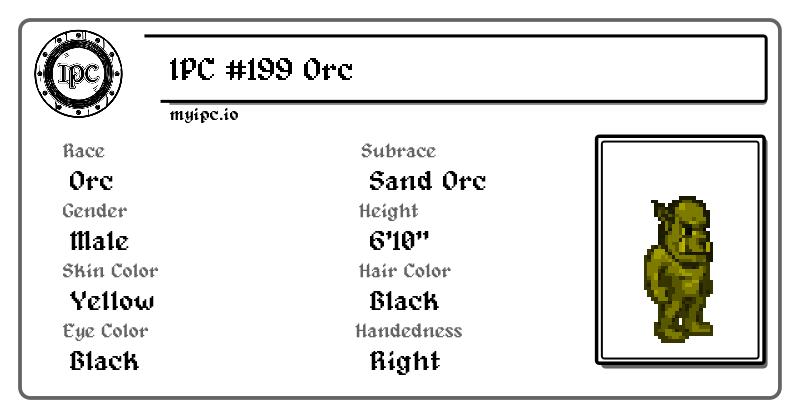 IPC
IPC #199 Orc
myipc.io
Race
Subrace
Orc
Sand Orc
Gender
Height
Male
6'10"
Skin Color
Hair Color
Yellow
Black
Eye Color
Handedness
Black
Right